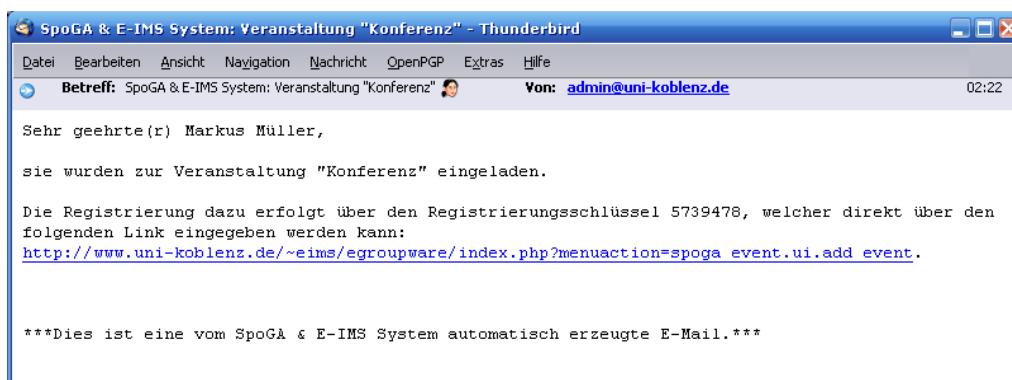 SpoGA & E-IMS System: Veranstaltung "Konferenz" - Thunderbird
Datei Bearbeiten Ansicht Navigation Nachricht OpenPGP Extras Hilfe
Betreff: SpoGA & E-IMS System: Veranstaltung "Konferenz" Von: admin@uni-koblenz.de 02:22
Sehr geehrte(r) Markus Müller,
sie wurden zur Veranstaltung "Konferenz" eingeladen.
Die Registrierung dazu erfolgt über den Registrierungsschlüssel 5739478, welcher direkt über den
folgenden Link eingegeben werden kann:
http://www.uni-koblenz.de/~eims/egroupware/index.php?menuaction=spoga_event.ui.add_event.
***Dies ist eine vom SpoGA & E-IMS System automatisch erzeugte E-Mail.***